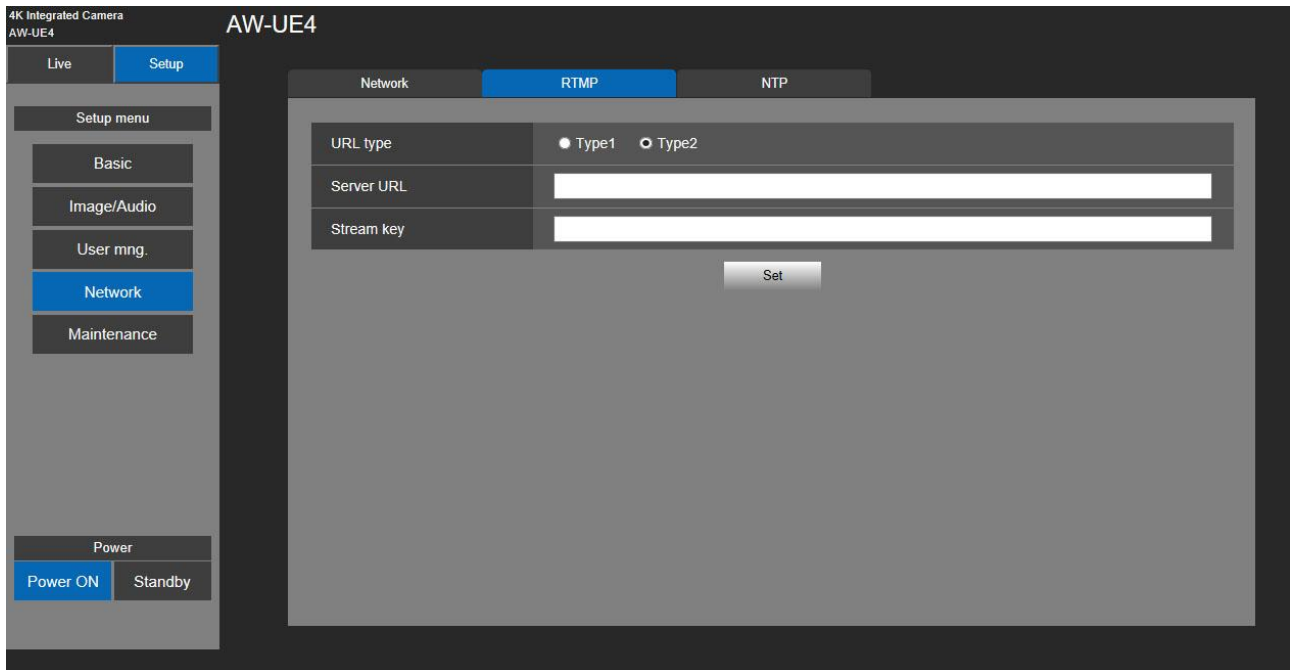 4K Integrated Camera
AW-UE4
AW-UE4
Live Setup
Setup menu
Basic
Image/Audio
User mng.
Network
Maintenance
Power
Power ON Standby
Network RTMP NTP
URL type Type1 Type2
Server URL
Stream key
Set